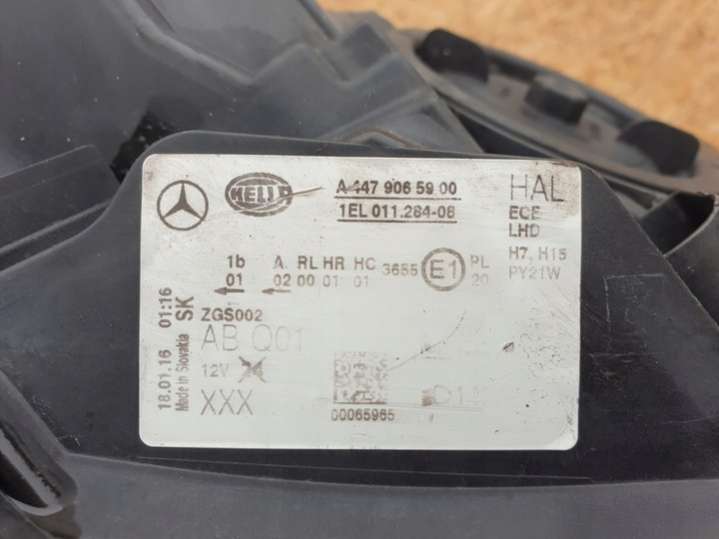 HELLA
A 447 906 59 00
1EL 011.284-08
HAL
ECE
LHD
H7, H15
PY21W
1b A. RL HR HC 3655 E1 PL
01 02 00 01 01 20
ZGS002
AB Q01
12V
XXX
00065965
18.01.16 01:16
Made in Slovakia SK